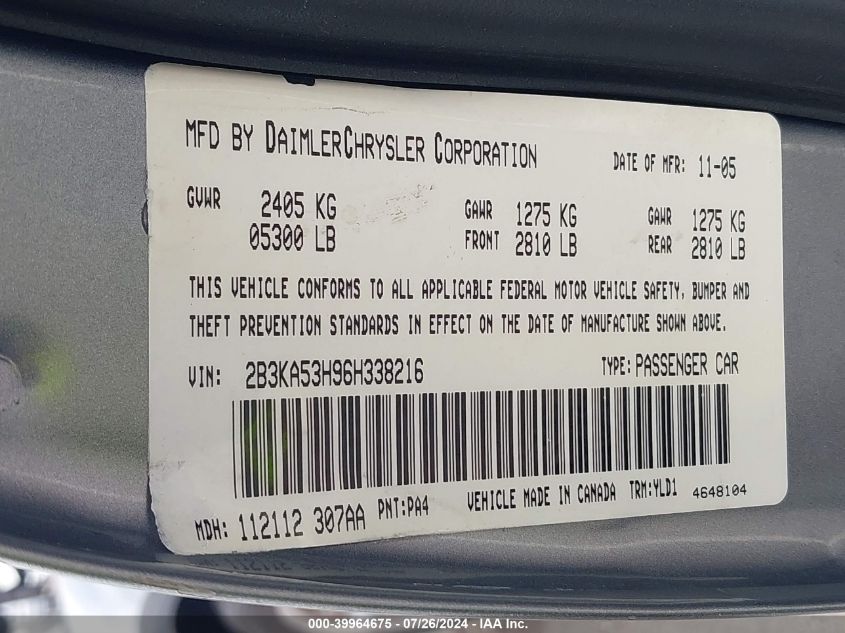 MFD BY DAIMLERCHRYSLER CORPORATION DATE OF MFR: 11-05
GVWR 2405 KG GAWR 1275 KG GAWR 1275 KG
05300 LB FRONT 2810 LB REAR 2810 LB
THIS VEHICLE CONFORMS TO ALL APPLICABLE FEDERAL MOTOR VEHICLE SAFETY, BUMPER AND
THEFT PREVENTION STANDARDS IN EFFECT ON THE DATE OF MANUFACTURE SHOWN ABOVE.
VIN: 2B3KA53H96H338216 TYPE: PASSENGER CAR
MDH: 112112 307AA PNT: PA4 VEHICLE MADE IN CANADA TRM: YLD1 4648104
000-39964675 / 07/26/2024 / IAA Inc.